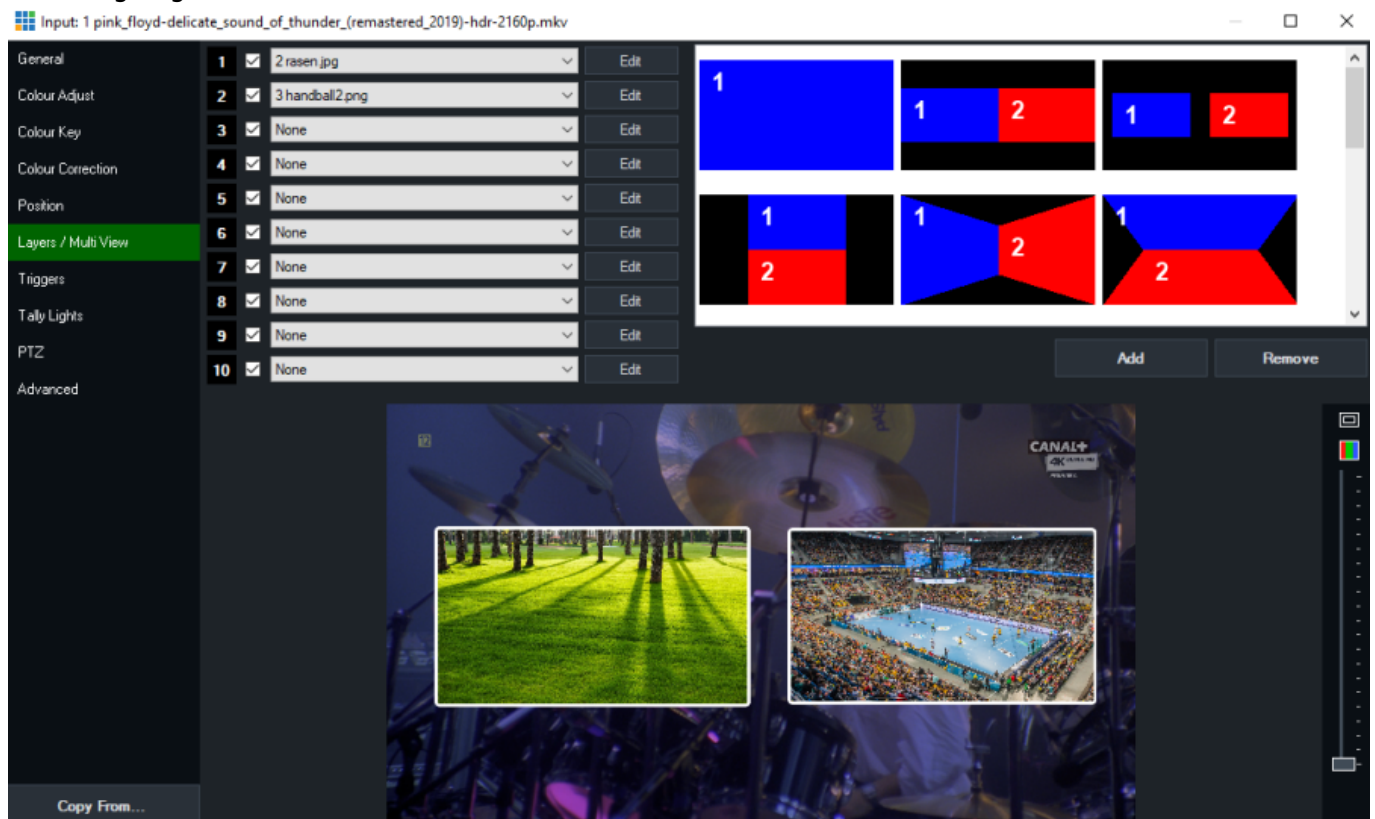 Input: 1 pink_floyd-delicate_sound_of_thunder_(remastered_2019)-hdr-2160p.mkv
General
Colour Adjust
Colour Key
Colour Correction
Position
Layers / Multi View
Triggers
Tally Lights
PTZ
Advanced
Copy From...
1 2 rasen.jpg Edit
2 3 handball2.png Edit
3 None Edit
4 None Edit
5 None Edit
6 None Edit
7 None Edit
8 None Edit
9 None Edit
10 None Edit
1
1 2
1 2
1
2
1
2
1
2
Add Remove
12
CANAL+
4K